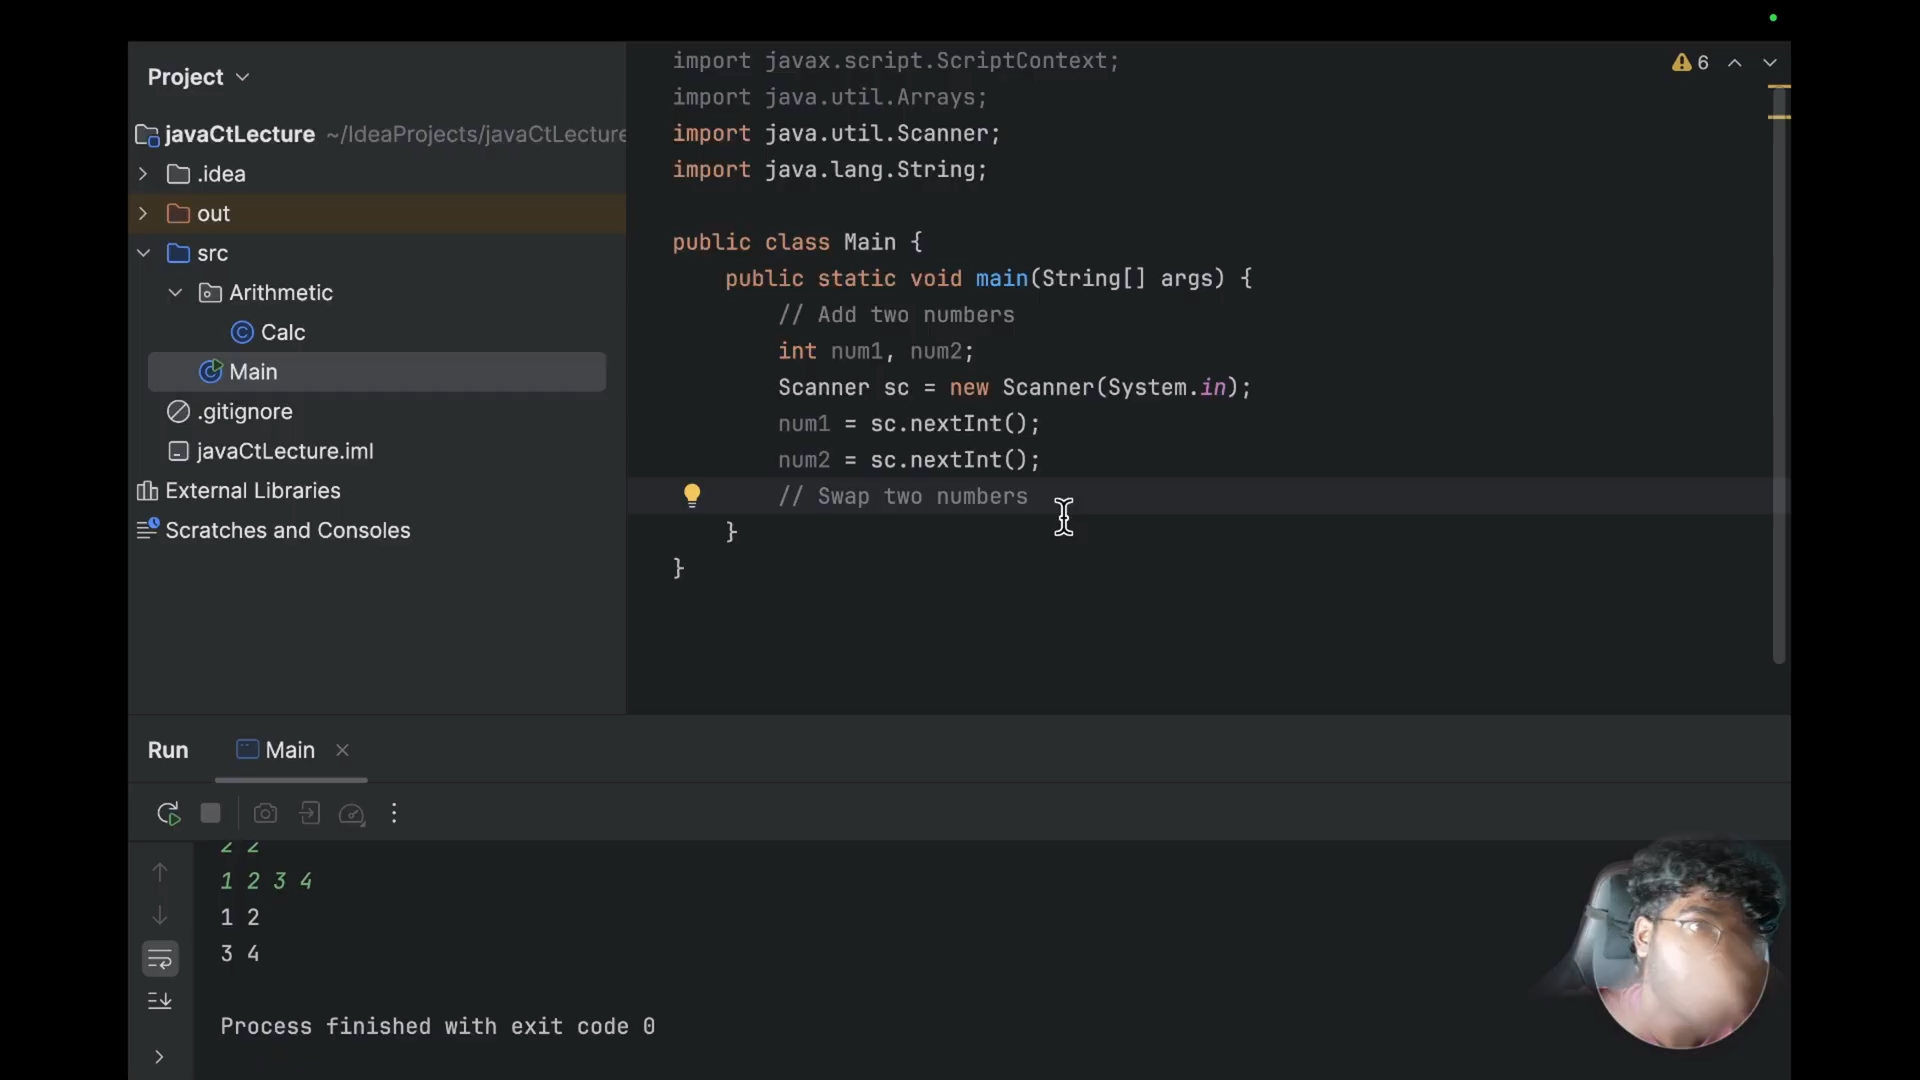 Project
6
import javax.script.ScriptContext;
import java.util.Arrays;
import java.util.Scanner;
import java.lang.String;
javaCtLecture ~/IdeaProjects/javaCtLecture
.idea
out
src
Arithmetic
Calc
Main
.gitignore
javaCtLecture.iml
External Libraries
Scratches and Consoles
public class Main {
public static void main(String[] args) {
// Add two numbers
int num1, num2;
Scanner sc = new Scanner(System.in);
num1 = sc.nextInt();
num2 = sc.nextInt();
// Swap two numbers
}
}
Run
Main
2 2
1 2 3 4
1 2
3 4
Process finished with exit code 0